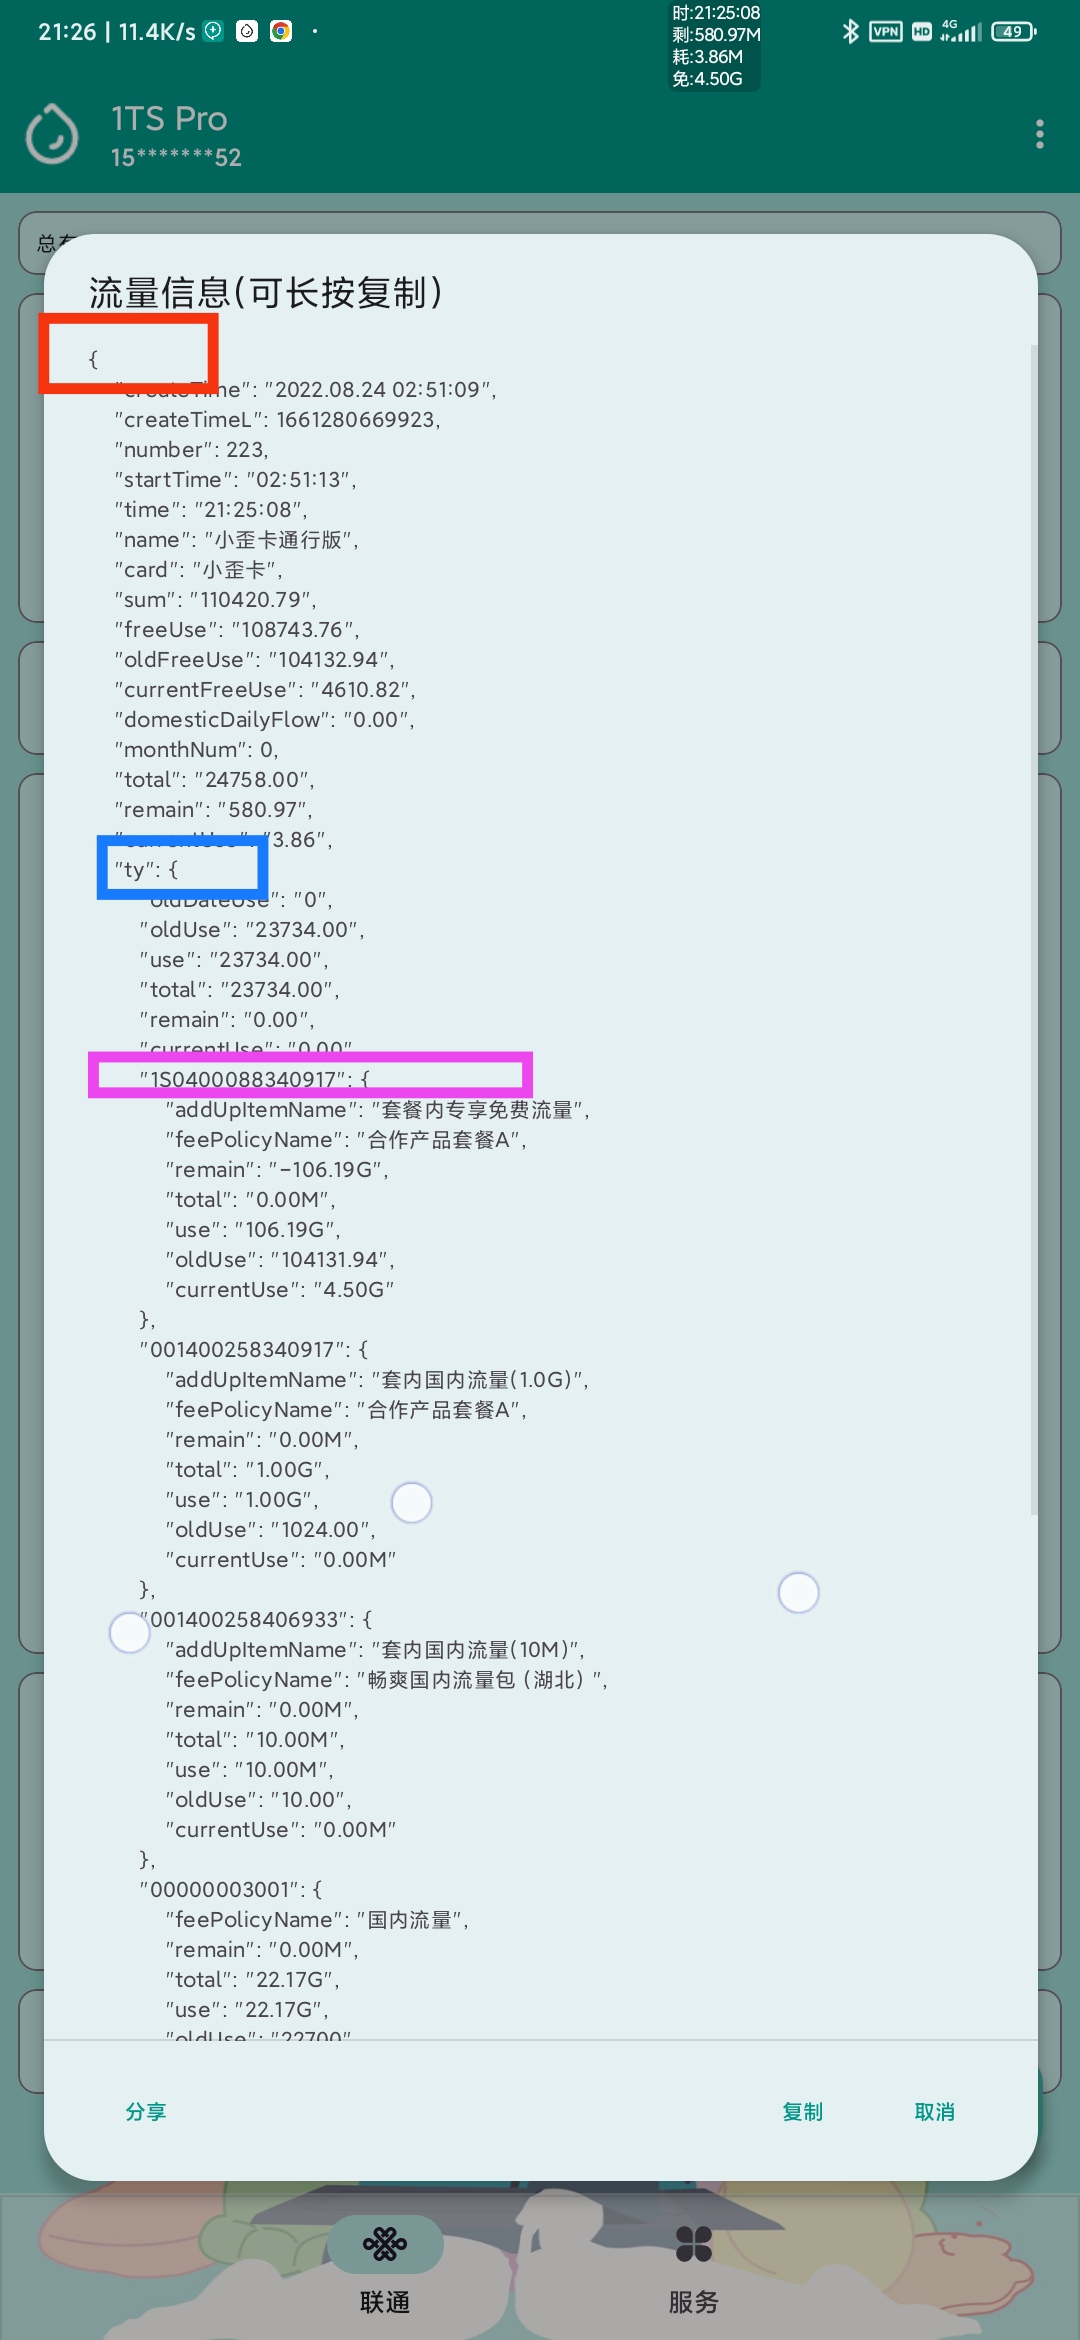 21:26 | 11.4K/s
时:21:25:08
剩:580.97M
耗:3.86M
免:4.50G
VPN
HD
4G
49
1TS Pro
15*******52
总有
流量信息(可长按复制)
{
"createTime": "2022.08.24 02:51:09",
"createTimeL": 1661280669923,
"number": 223,
"startTime": "02:51:13",
"time": "21:25:08",
"name": "小歪卡通行版",
"card": "小歪卡",
"sum": "110420.79",
"freeUse": "108743.76",
"oldFreeUse": "104132.94",
"currentFreeUse": "4610.82",
"domesticDailyFlow": "0.00",
"monthNum": 0,
"total": "24758.00",
"remain": "580.97",
"currentUse": "3.86",
"ty": {
"oldDateUse": "0",
"oldUse": "23734.00",
"use": "23734.00",
"total": "23734.00",
"remain": "0.00",
"currentUse": "0.00"
"1S0400088340917": {
"addUpItemName": "套餐内专享免费流量",
"feePolicyName": "合作产品套餐A",
"remain": "-106.19G",
"total": "0.00M",
"use": "106.19G",
"oldUse": "104131.94",
"currentUse": "4.50G"
},
"001400258340917": {
"addUpItemName": "套内国内流量(1.0G)",
"feePolicyName": "合作产品套餐A",
"remain": "0.00M",
"total": "1.00G",
"use": "1.00G",
"oldUse": "1024.00",
"currentUse": "0.00M"
},
"001400258406933": {
"addUpItemName": "套内国内流量(10M)",
"feePolicyName": "畅爽国内流量包（湖北）",
"remain": "0.00M",
"total": "10.00M",
"use": "10.00M",
"oldUse": "10.00",
"currentUse": "0.00M"
},
"00000003001": {
"feePolicyName": "国内流量",
"remain": "0.00M",
"total": "22.17G",
"use": "22.17G",
"oldUse": "22700"
分享
复制
取消
联通
服务